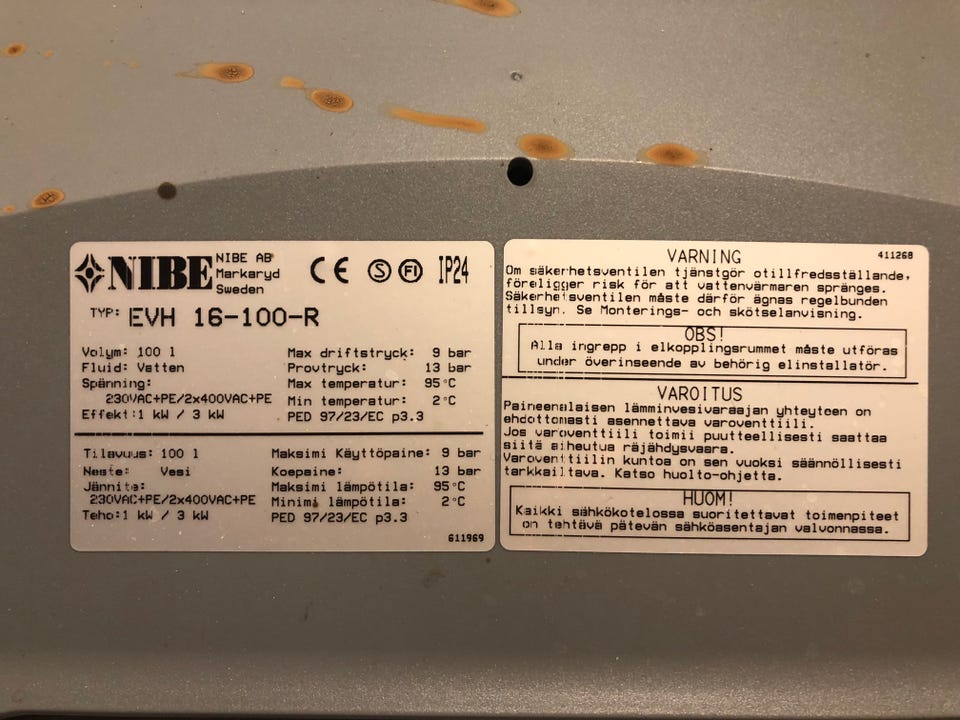 NIBE
NIBE AB
Markaryd
Sweden
CE S FI IP24
TYP: EVH 16-100-R
Volym: 100 l Max driftstryck: 9 bar
Fluid: Vatten Provtryck: 13 bar
Spänning: Max temperatur: 95°C
230VAC+PE/2x400VAC+PE Min temperatur: 2°C
Effekt:1 kW / 3 kW PED 97/23/EC p3.3
Tilavuus: 100 l Maksimi Käyttöpaine: 9 bar
Neste: Vesi Koepaine: 13 bar
Jännite: Maksimi lämpötila: 95°C
230VAC+PE/2x400VAC+PE Minimi lämpötila: 2°C
Teho:1 kW / 3 kW PED 97/23/EC p3.3
611969
VARNING 411268
Om säkerhetsventilen tjänstgör otillfredsställande,
föreligger risk för att vattenvärmaren spränges.
Säkerhetsventilen måste därför ägnas regelbunden
tillsyn. Se Monterings- och skötselanvisning.
OBS!
Alla ingrepp i elkopplingsrummet måste utföras
under överinseende av behörig elinstallatör.
VAROITUS
Paineenalaisen lämminvesivaraajan yhteyteen on
ehdottomasti asennettava varoventtiili.
Jos varoventtiili toimii puutteellisesti saattaa
siitä aiheutua räjähdysvaara.
Varoventtiilin kuntoa on sen vuoksi säännöllisesti
tarkkailtava. Katso huolto-ohjetta.
HUOM!
Kaikki sähkökotelossa suoritettavat toimenpiteet
on tehtävä pätevän sähköasentajan valvonnassa.